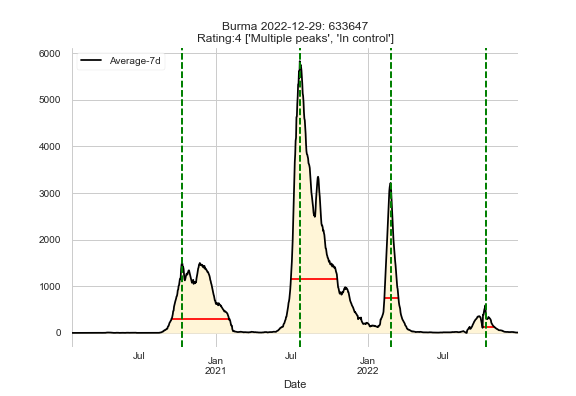 Burma 2022-12-29: 633647
Rating:4 ['Multiple peaks', 'In control']
Average-7d
6000
5000
4000
3000
2000
1000
0
Jul
Jan
2021
Jul
Jan
2022
Jul
Date